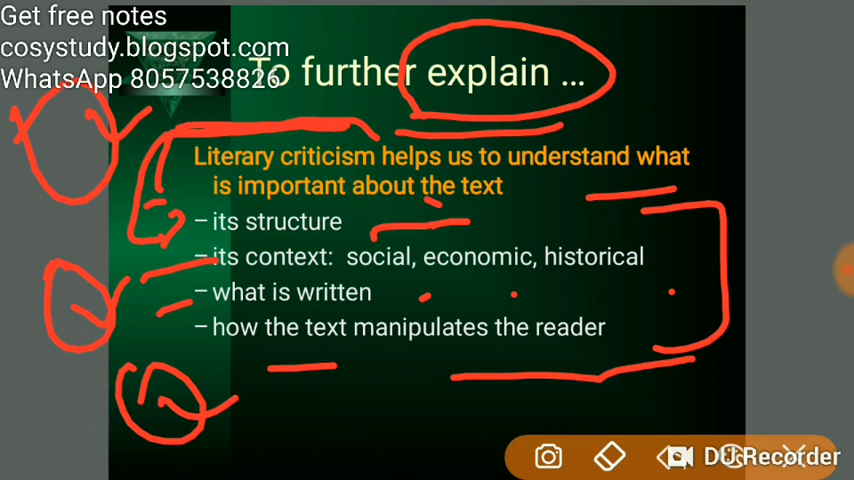 Get free notes
cosystudy.blogspot.com
WhatsApp 8057538826
To further explain ...
Literary criticism helps us to understand what
is important about the text
– its structure
– its context: social, economic, historical
– what is written
– how the text manipulates the reader
DU Recorder